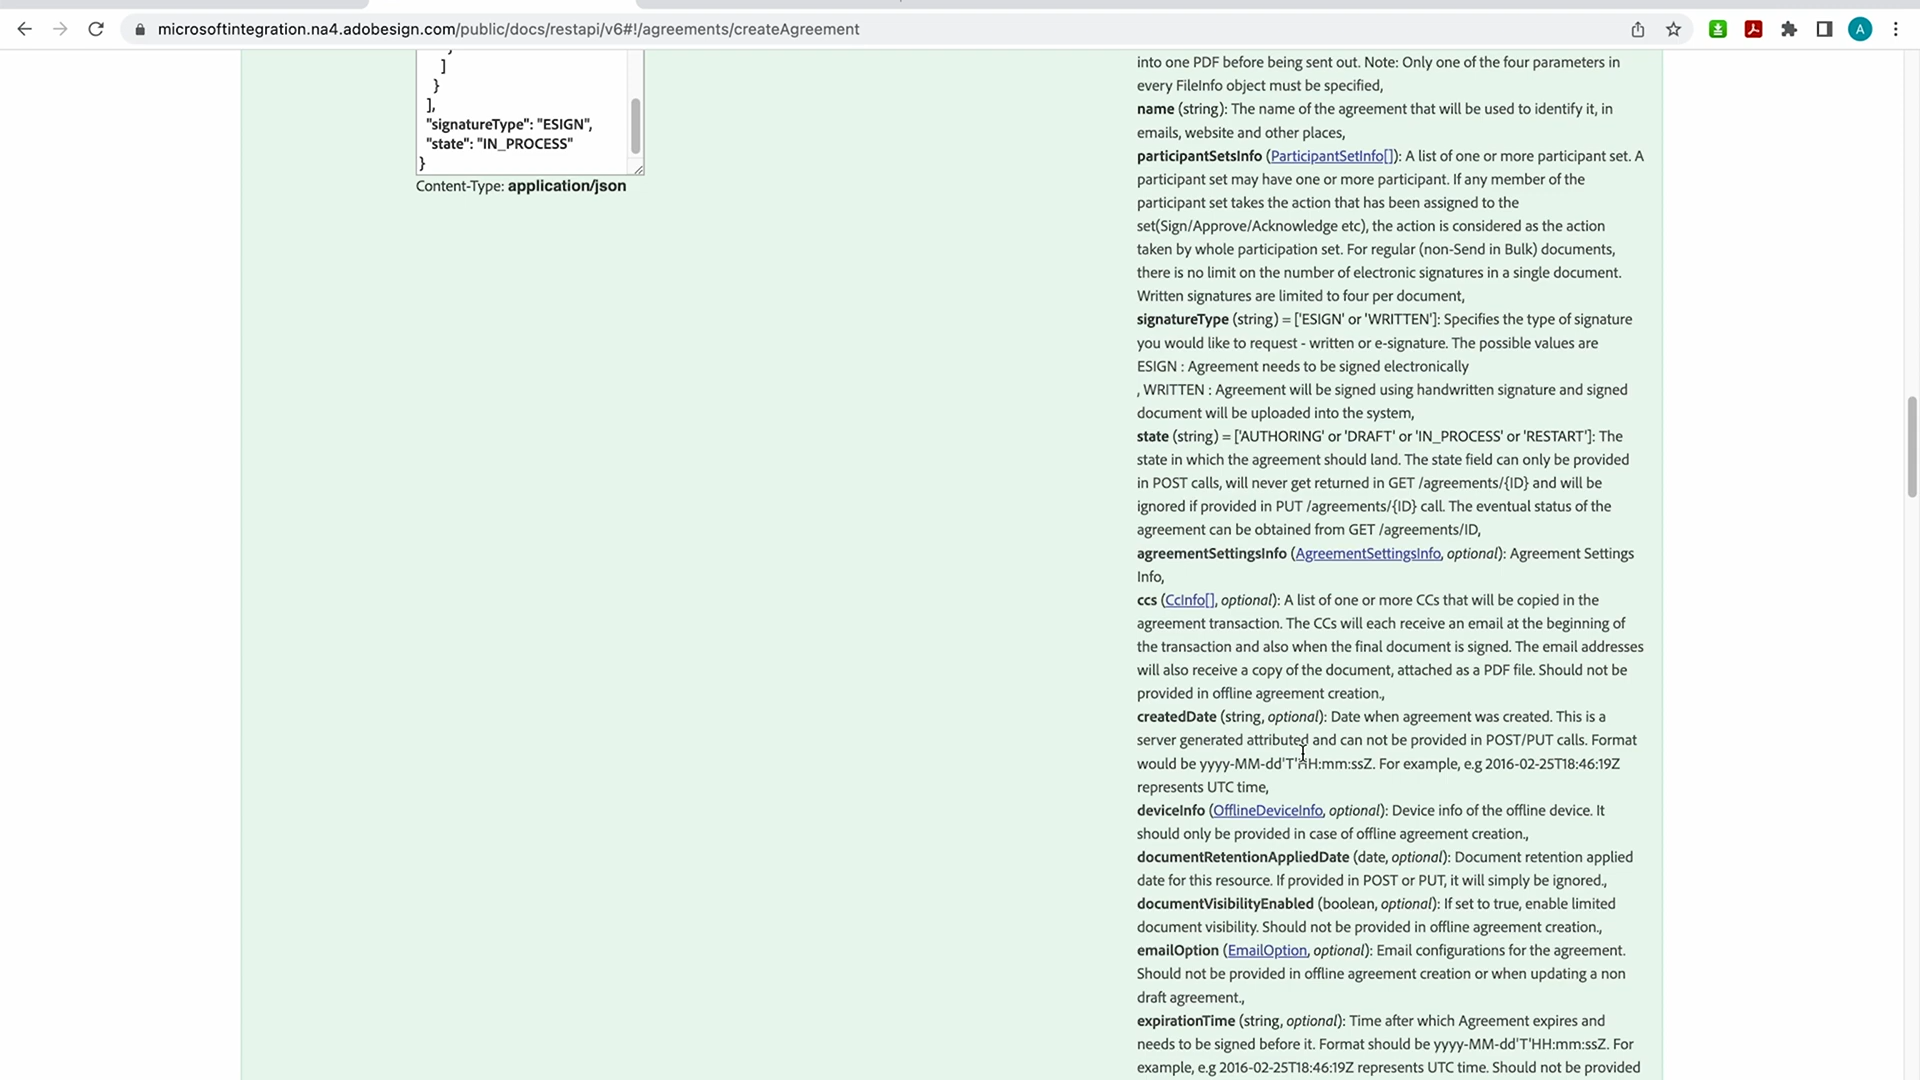 microsoftintegration.na4.adobesign.com/public/docs/restapi/v6#!/agreements/createAgreement
A
]
}
],
"signatureType": "ESIGN",
"state": "IN_PROCESS"
}
Content-Type: application/json
into one PDF before being sent out. Note: Only one of the four parameters in
every FileInfo object must be specified,
name (string): The name of the agreement that will be used to identify it, in
emails, website and other places,
participantSetsInfo (ParticipantSetInfo[]): A list of one or more participant set. A
participant set may have one or more participant. If any member of the
participant set takes the action that has been assigned to the
set(Sign/Approve/Acknowledge etc), the action is considered as the action
taken by whole participation set. For regular (non-Send in Bulk) documents,
there is no limit on the number of electronic signatures in a single document.
Written signatures are limited to four per document,
signatureType (string) = ['ESIGN' or 'WRITTEN']: Specifies the type of signature
you would like to request - written or e-signature. The possible values are
ESIGN : Agreement needs to be signed electronically
, WRITTEN : Agreement will be signed using handwritten signature and signed
document will be uploaded into the system,
state (string) = ['AUTHORING' or 'DRAFT' or 'IN_PROCESS' or 'RESTART']: The
state in which the agreement should land. The state field can only be provided
in POST calls, will never get returned in GET /agreements/{ID} and will be
ignored if provided in PUT /agreements/{ID} call. The eventual status of the
agreement can be obtained from GET /agreements/ID,
agreementSettingsInfo (AgreementSettingsInfo, optional): Agreement Settings
Info,
ccs (CcInfo[], optional): A list of one or more CCs that will be copied in the
agreement transaction. The CCs will each receive an email at the beginning of
the transaction and also when the final document is signed. The email addresses
will also receive a copy of the document, attached as a PDF file. Should not be
provided in offline agreement creation.,
createdDate (string, optional): Date when agreement was created. This is a
server generated attributed and can not be provided in POST/PUT calls. Format
would be yyyy-MM-dd'T'HH:mm:ssZ. For example, e.g 2016-02-25T18:46:19Z
represents UTC time,
deviceInfo (OfflineDeviceInfo, optional): Device info of the offline device. It
should only be provided in case of offline agreement creation.,
documentRetentionAppliedDate (date, optional): Document retention applied
date for this resource. If provided in POST or PUT, it will simply be ignored.,
documentVisibilityEnabled (boolean, optional): If set to true, enable limited
document visibility. Should not be provided in offline agreement creation.,
emailOption (EmailOption, optional): Email configurations for the agreement.
Should not be provided in offline agreement creation or when updating a non
draft agreement.,
expirationTime (string, optional): Time after which Agreement expires and
needs to be signed before it. Format should be yyyy-MM-dd'T'HH:mm:ssZ. For
example, e.g 2016-02-25T18:46:19Z represents UTC time. Should not be provided